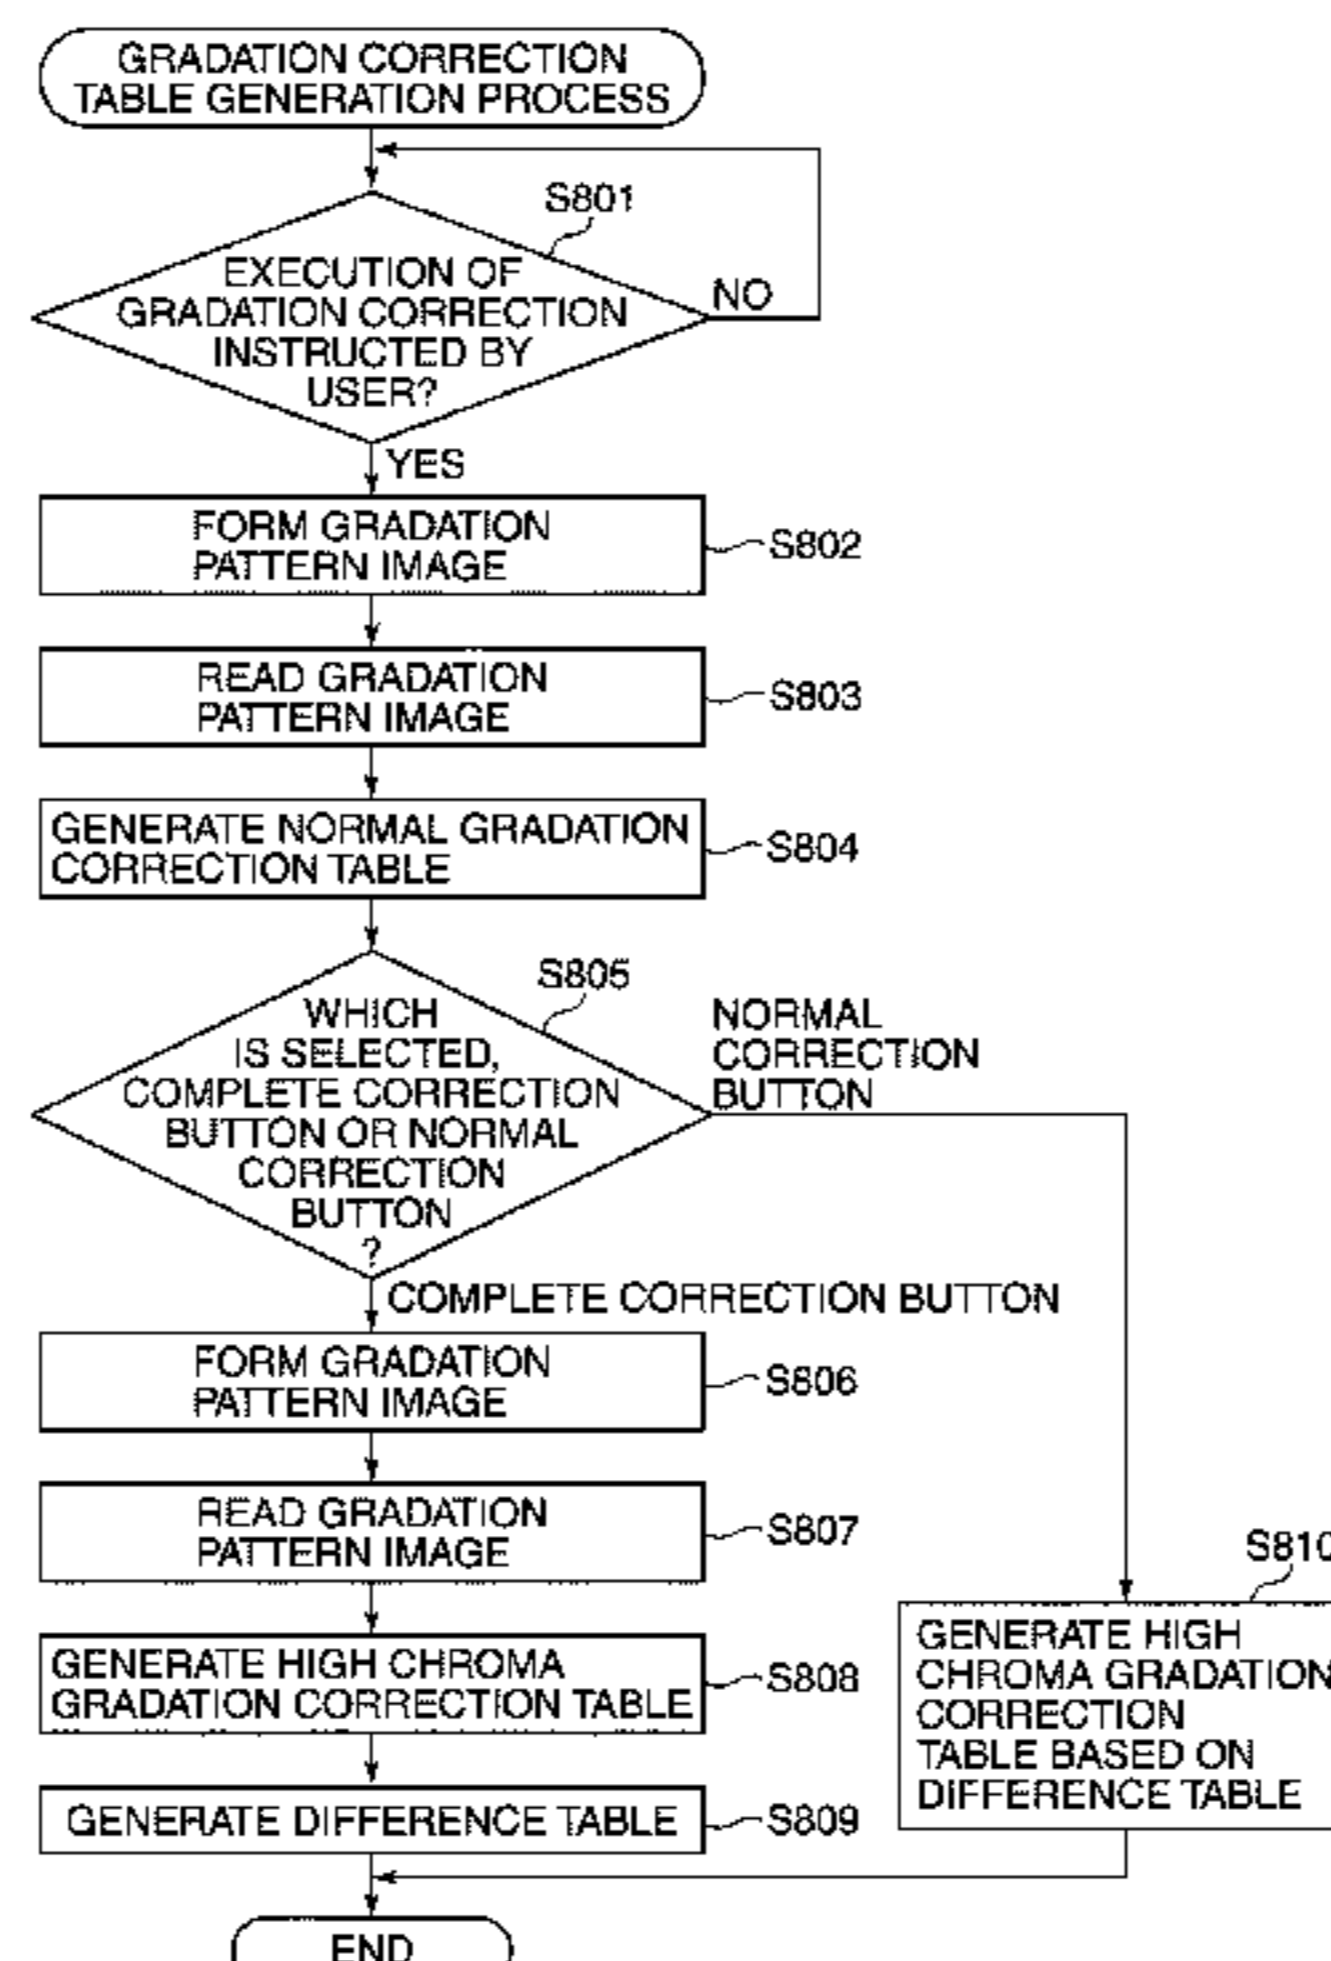 GRADATION CORRECTION
TABLE GENERATION PROCESS
S801
EXECUTION OF
GRADATION CORRECTION
INSTRUCTED BY
USER?
NO
YES
FORM GRADATION
PATTERN IMAGE
S802
READ GRADATION
PATTERN IMAGE
S803
GENERATE NORMAL GRADATION
CORRECTION TABLE
S804
S805
WHICH
IS SELECTED,
COMPLETE CORRECTION
BUTTON OR NORMAL
CORRECTION
BUTTON
?
NORMAL
CORRECTION
BUTTON
COMPLETE CORRECTION BUTTON
FORM GRADATION
PATTERN IMAGE
S806
READ GRADATION
PATTERN IMAGE
S807
GENERATE HIGH CHROMA
GRADATION CORRECTION TABLE
S808
GENERATE DIFFERENCE TABLE
S809
S810
GENERATE HIGH
CHROMA GRADATION
CORRECTION
TABLE BASED ON
DIFFERENCE TABLE
END